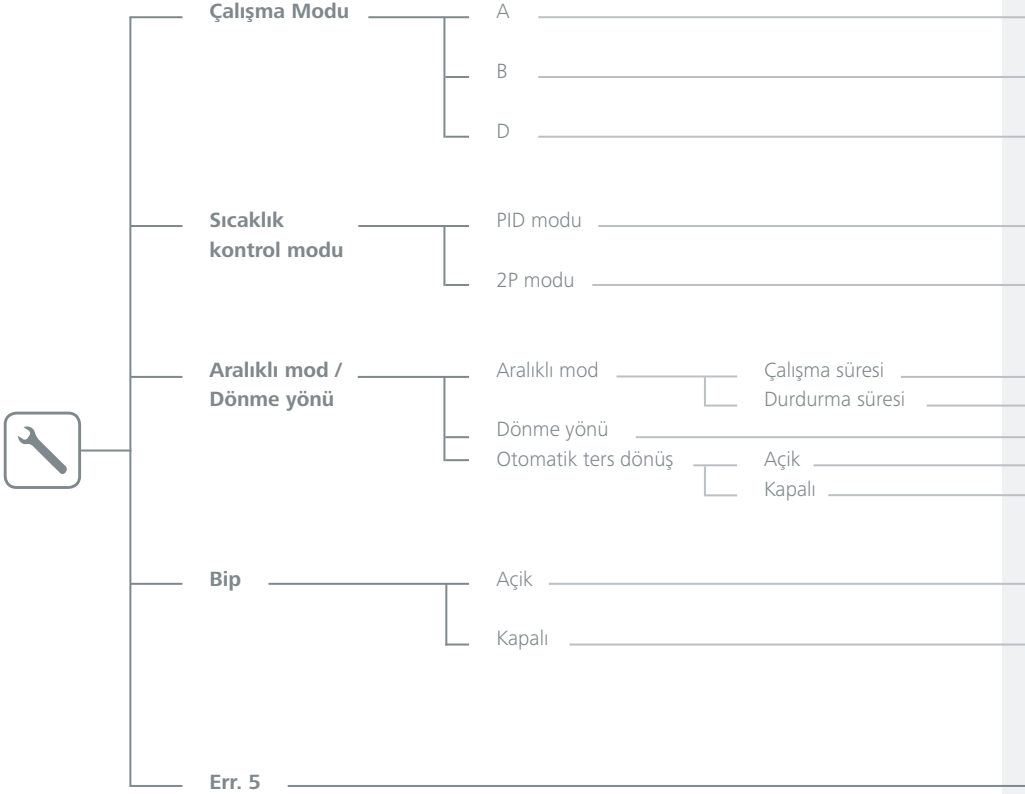 Çalışma Modu A
B
D
Sıcaklık
kontrol modu
PID modu
2P modu
Aralıklı mod /
Dönme yönü
Aralıklı mod
Çalışma süresi
Durdurma süresi
Dönme yönü
Otomatik ters dönüş
Açik
Kapalı
Bip
Açik
Kapalı
Err. 5